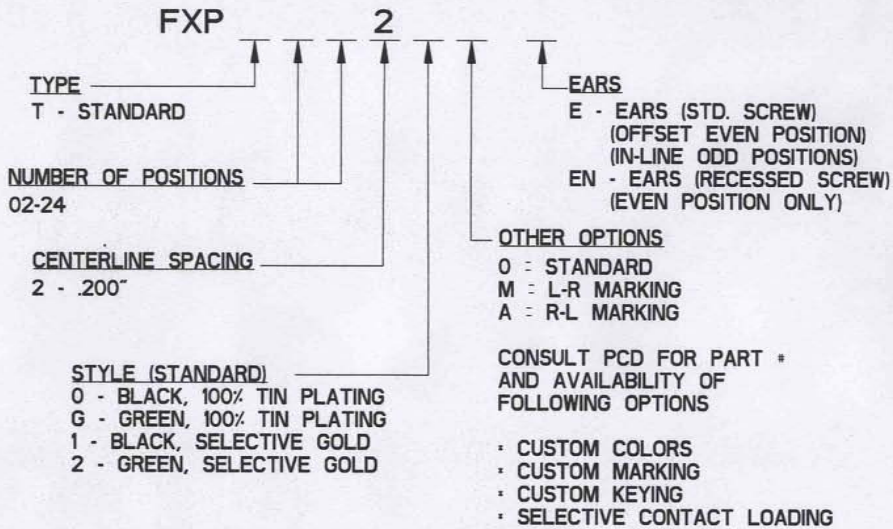 FXP _ _ _ 2 _ _ _
TYPE
T - STANDARD
NUMBER OF POSITIONS
02-24
CENTERLINE SPACING
2 - .200"
STYLE (STANDARD)
0 - BLACK, 100% TIN PLATING
G - GREEN, 100% TIN PLATING
1 - BLACK, SELECTIVE GOLD
2 - GREEN, SELECTIVE GOLD
EARS
E - EARS (STD. SCREW)
(OFFSET EVEN POSITION)
(IN-LINE ODD POSITIONS)
EN - EARS (RECESSED SCREW)
(EVEN POSITION ONLY)
OTHER OPTIONS
0 = STANDARD
M = L-R MARKING
A = R-L MARKING
CONSULT PCD FOR PART #
AND AVAILABILITY OF
FOLLOWING OPTIONS
* CUSTOM COLORS
* CUSTOM MARKING
* CUSTOM KEYING
* SELECTIVE CONTACT LOADING